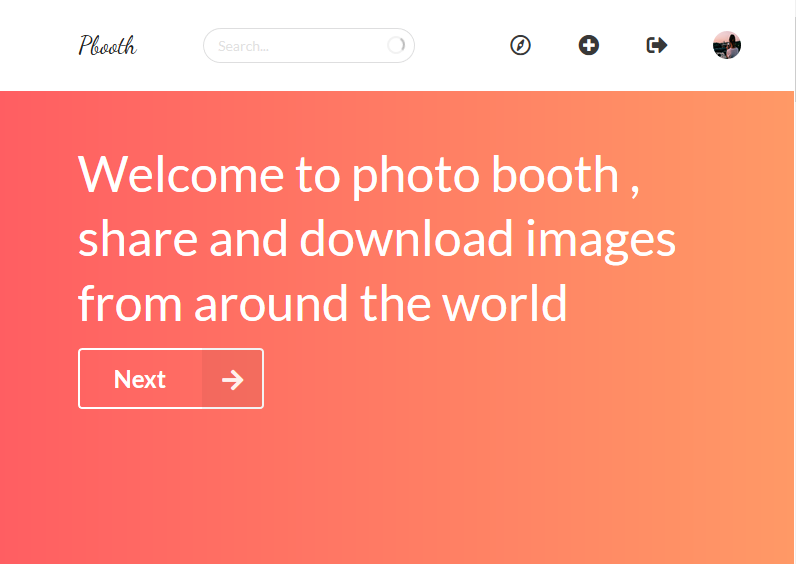 Pbooth
Search...
Welcome to photo booth ,
share and download images
from around the world
Next